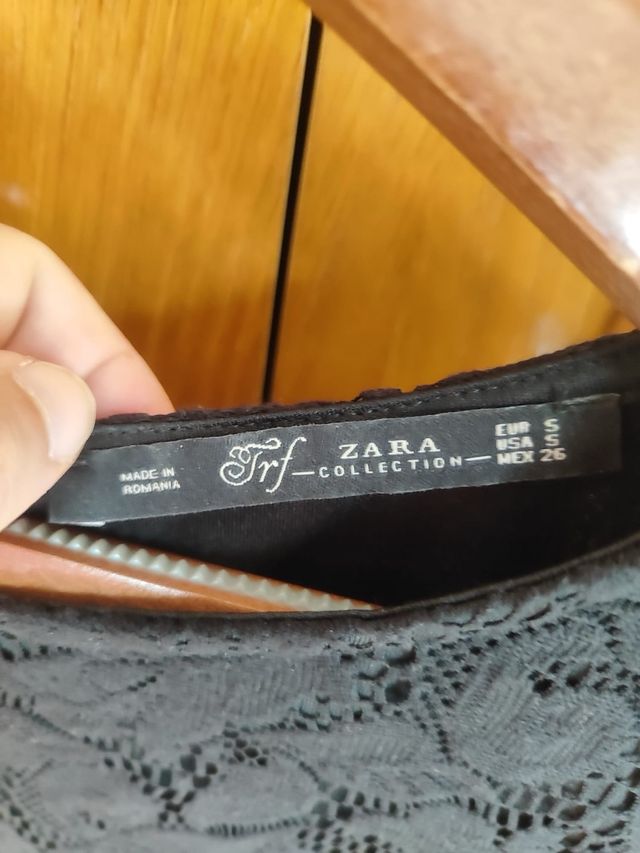 MADE IN
ROMANIA
Trf
ZARA
COLLECTION
EUR S
USA S
MEX 26